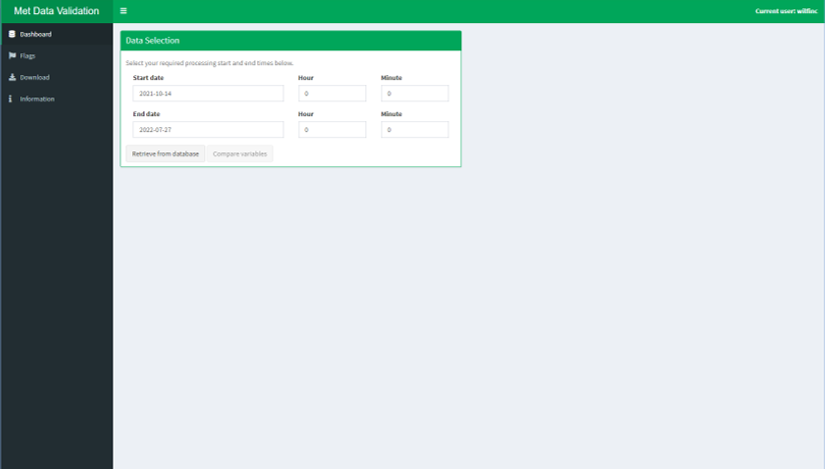 Met Data Validation
Current user: wilfinc
Dashboard
Flags
Download
Information
Data Selection
Select your required processing start and end times below.
Start date Hour Minute
2021-10-14 0 0
End date Hour Minute
2022-07-27 0 0
Retrieve from database Compare variables